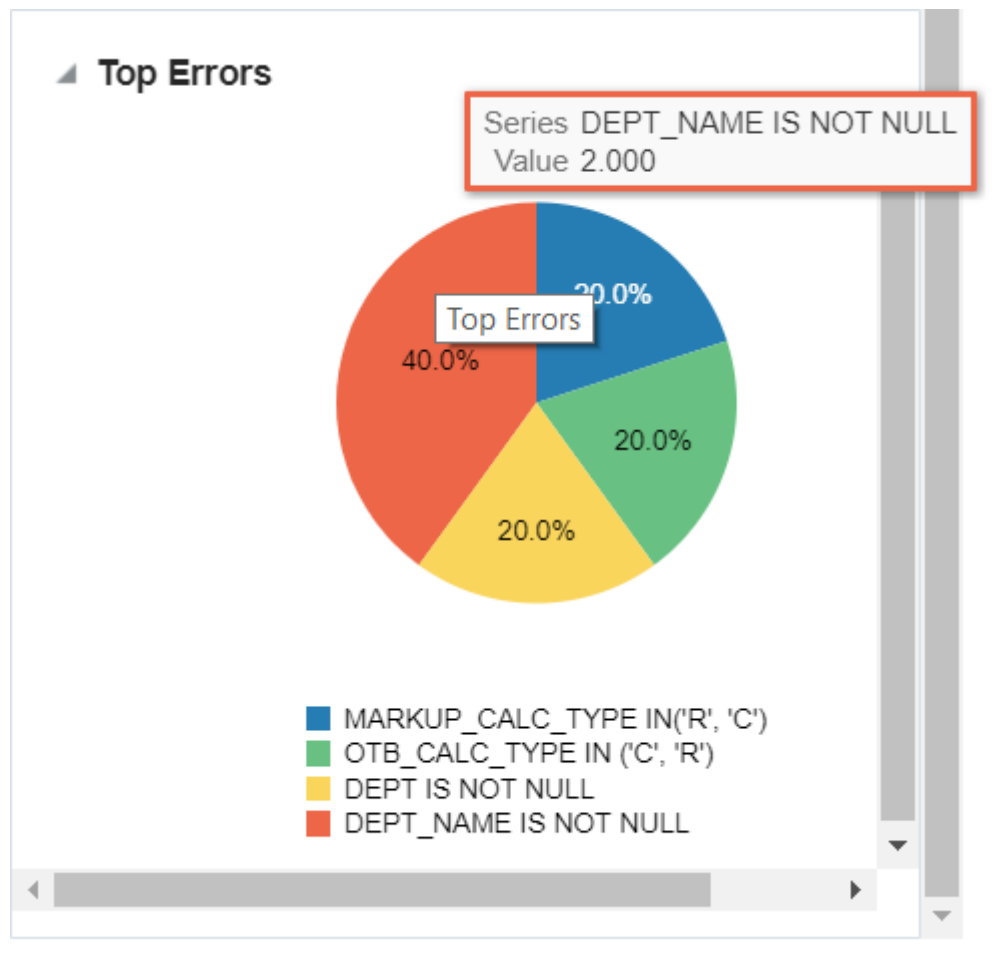 Top Errors
Series DEPT_NAME IS NOT NULL
Value 2.000
20.0%
Top Errors
40.0%
20.0%
20.0%
MARKUP_CALC_TYPE IN('R', 'C')
OTB_CALC_TYPE IN ('C', 'R')
DEPT IS NOT NULL
DEPT_NAME IS NOT NULL